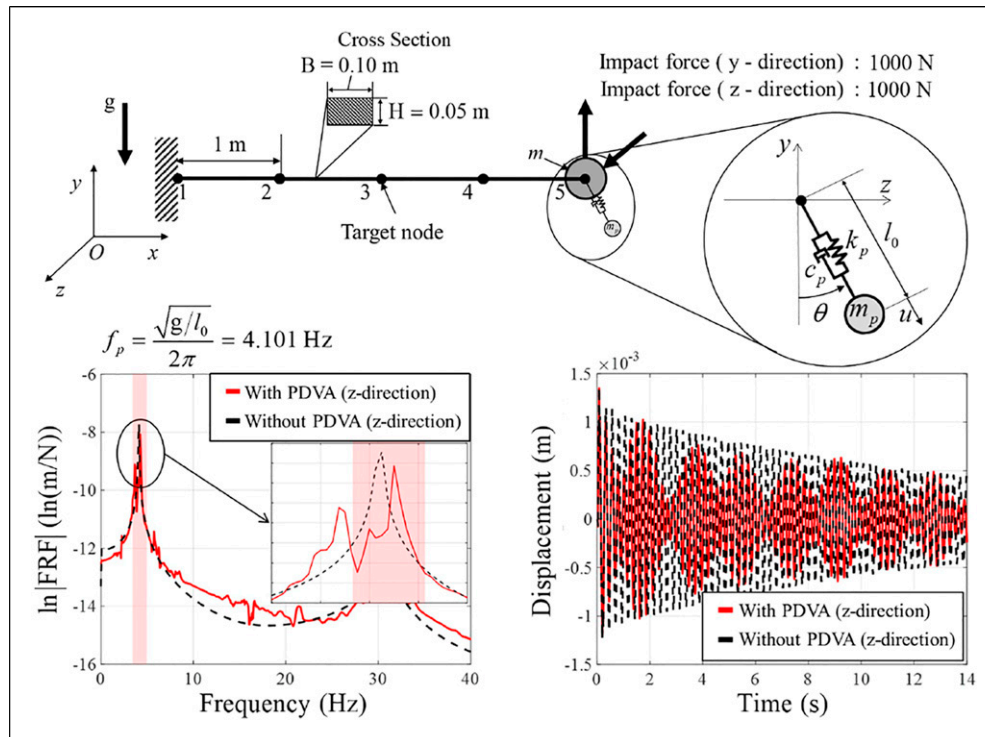 Cross Section
B = 0.10 m
H = 0.05 m
Impact force ( y - direction) : 1000 N
Impact force ( z - direction) : 1000 N
g
1 m
m
1
2
3
4
5
Target node
m_p
y
x
O
z
y
z
l_0
k_p
c_p
θ
m_p
u
f_p = √(g/l_0) / 2π = 4.101 Hz
With PDVA (z-direction)
Without PDVA (z-direction)
ln|FRF| (ln(m/N))
-6
-8
-10
-12
-14
-16
0
10
20
30
40
Frequency (Hz)
×10⁻³
Displacement (m)
1.5
1
0.5
0
-0.5
-1
-1.5
With PDVA (z-direction)
Without PDVA (z-direction)
0
2
4
6
8
10
12
14
Time (s)